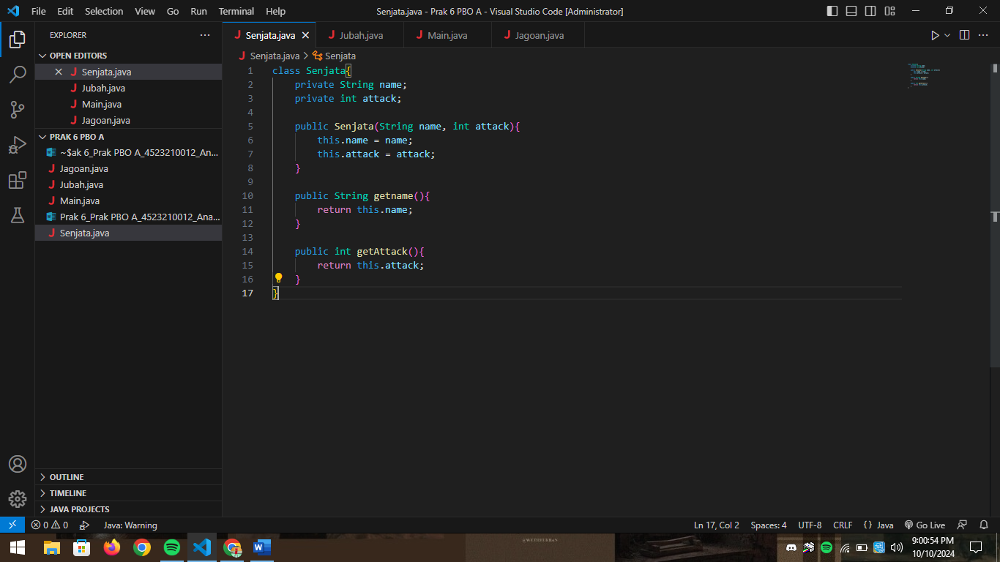 File Edit Selection View Go Run Terminal Help Senjata.java - Prak 6 PBO A - Visual Studio Code [Administrator]
EXPLORER
OPEN EDITORS
Senjata.java
Jubah.java
Main.java
Jagoan.java
PRAK 6 PBO A
~$ak 6_Prak PBO A_4523210012_An...
Jagoan.java
Jubah.java
Main.java
Prak 6_Prak PBO A_4523210012_Ana...
Senjata.java
OUTLINE
TIMELINE
JAVA PROJECTS
Senjata.java Jubah.java Main.java Jagoan.java
Senjata.java > Senjata
1 class Senjata{
2 private String name;
3 private int attack;
4
5 public Senjata(String name, int attack){
6 this.name = name;
7 this.attack = attack;
8 }
9
10 public String getname(){
11 return this.name;
12 }
13
14 public int getAttack(){
15 return this.attack;
16 }
17 }
0 0 Java: Warning Ln 17, Col 2 Spaces: 4 UTF-8 CRLF {} Java Go Live
9:00:54 PM
10/10/2024